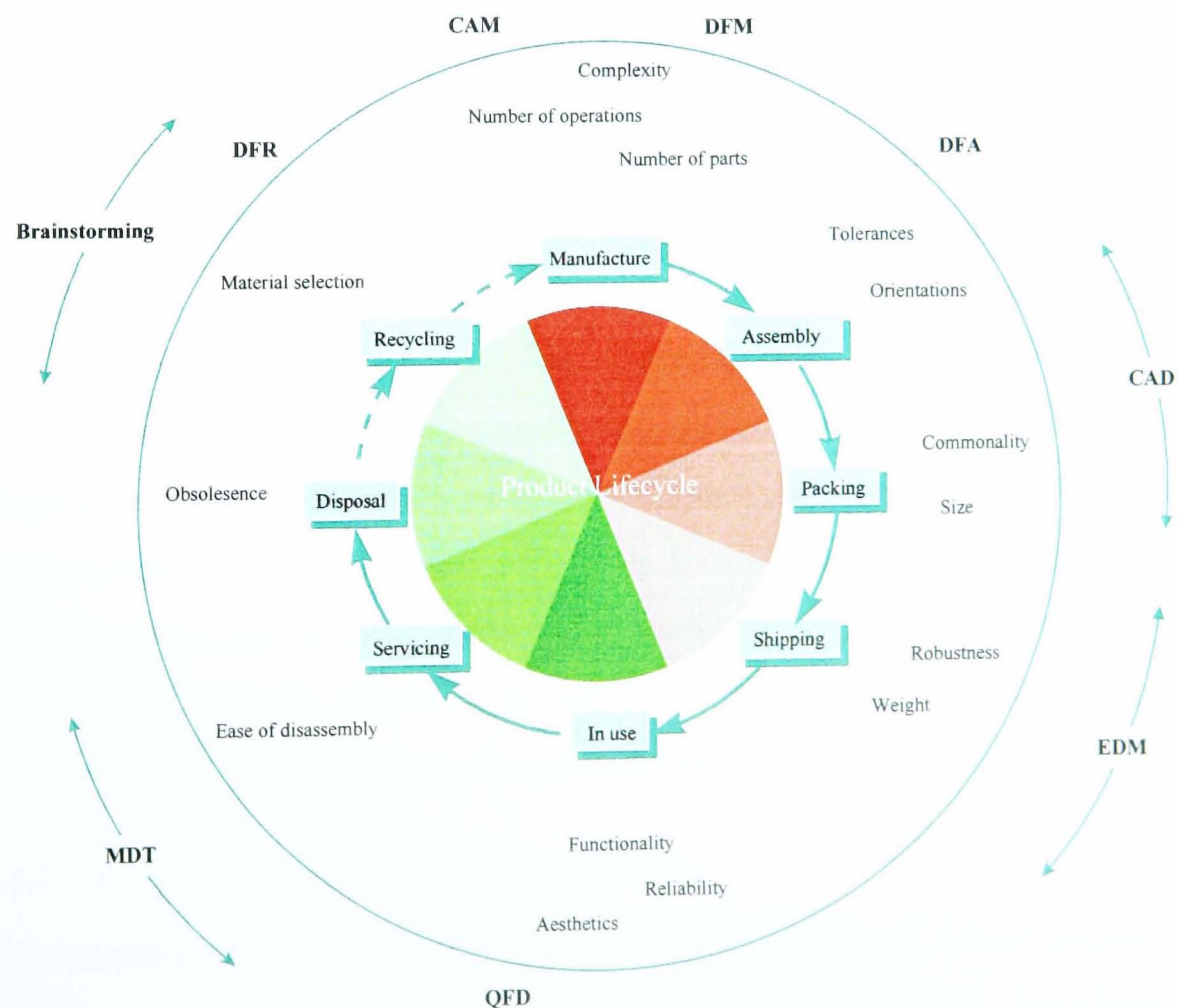 CAM
DFM
Complexity
Number of operations
DFR
DFA
Number of parts
Brainstorming
Tolerances
Manufacture
Material selection
Orientations
Recycling
Assembly
CAD
Commonality
Product Lifecycle
Obsolesence
Disposal
Packing
Size
Servicing
Shipping
Robustness
Weight
Ease of disassembly
In use
EDM
Functionality
MDT
Reliability
Aesthetics
QFD